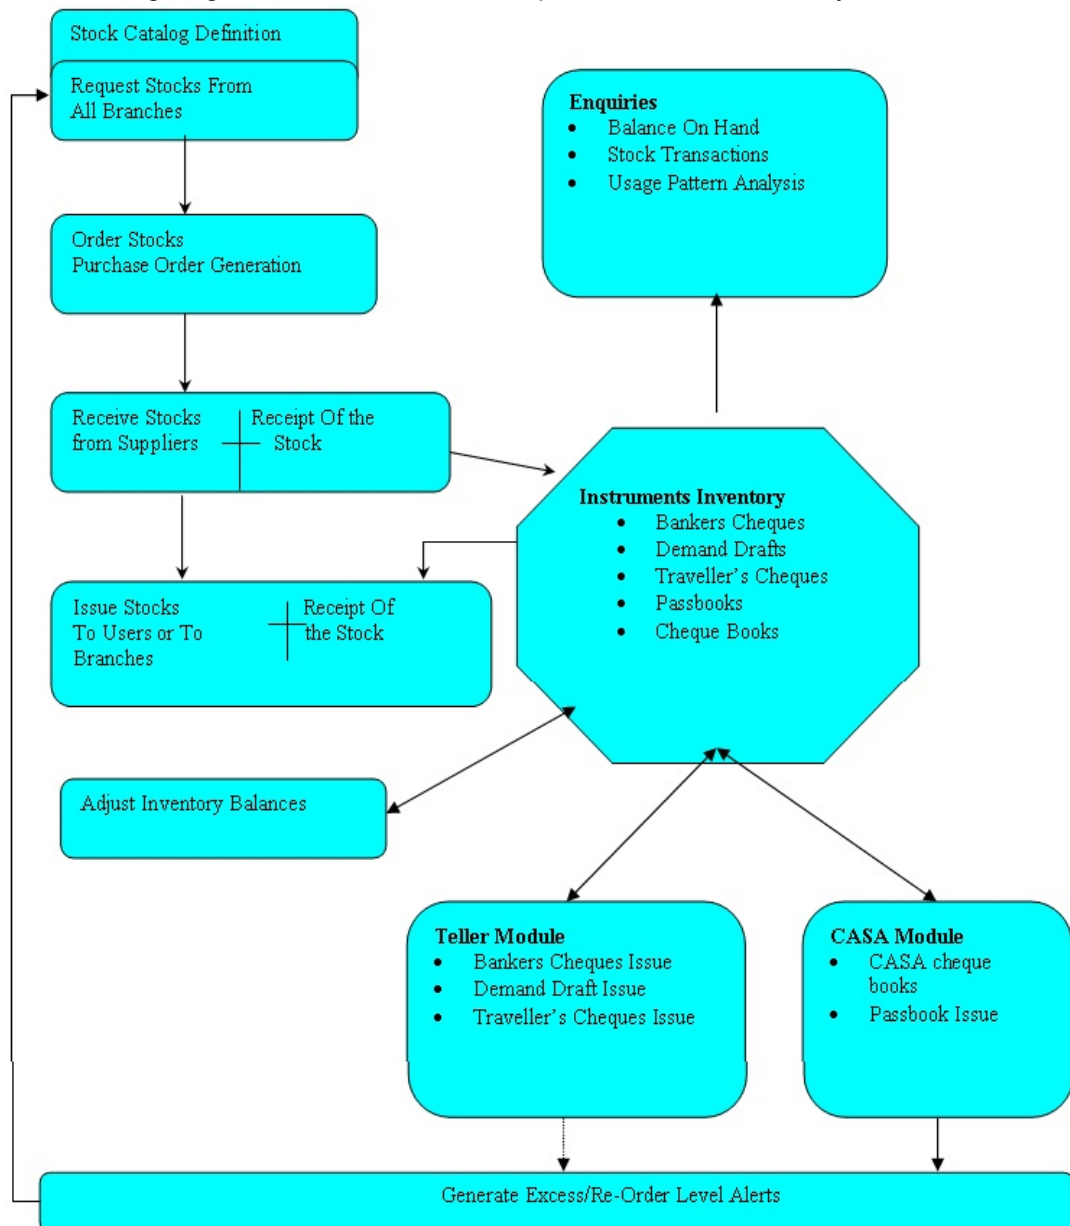 Stock Catalog Definition
Request Stocks From
All Branches
Enquiries
• Balance On Hand
• Stock Transactions
• Usage Pattern Analysis
Order Stocks
Purchase Order Generation
Receive Stocks
from Suppliers
Receipt Of the
Stock
Instruments Inventory
• Bankers Cheques
• Demand Drafts
• Traveller's Cheques
• Passbooks
• Cheque Books
Issue Stocks
To Users or To
Branches
Receipt Of
the Stock
Adjust Inventory Balances
Teller Module
• Bankers Cheques Issue
• Demand Draft Issue
• Traveller's Cheques Issue
CASA Module
• CASA cheque
books
• Passbook Issue
Generate Excess/Re-Order Level Alerts